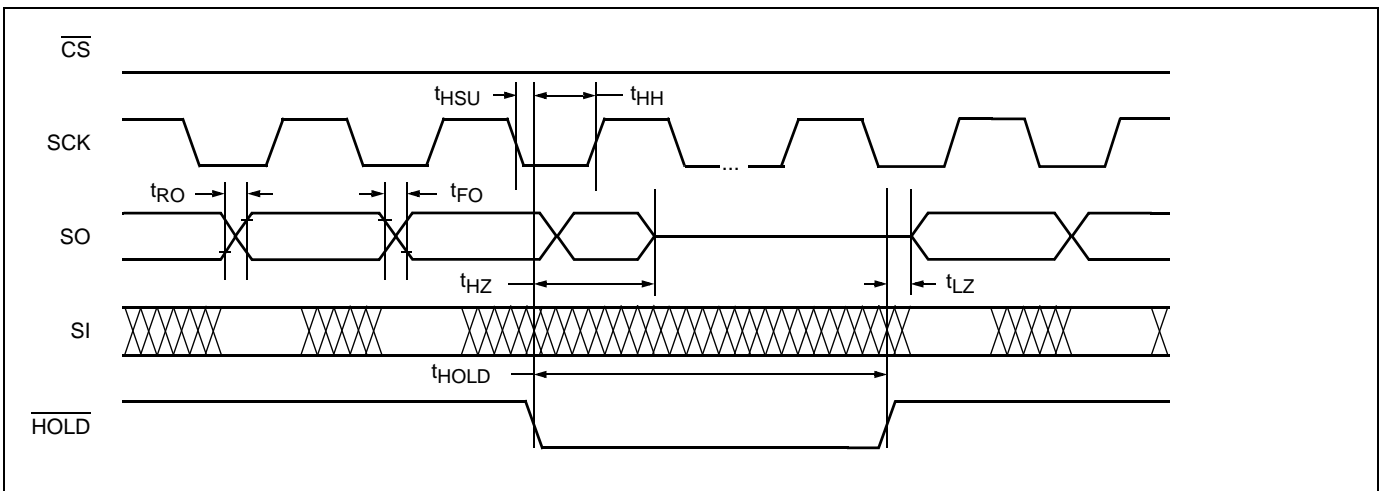 CS
tHSU
tHH
SCK
...
tRO
tFO
SO
tHZ
tLZ
SI
tHOLD
HOLD